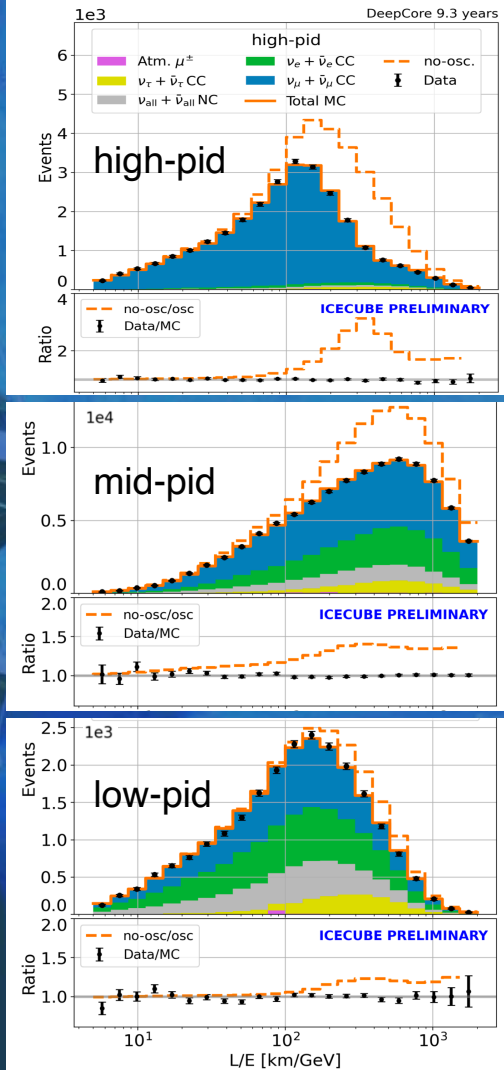 1e3
DeepCore 9.3 years
high-pid
Atm. μ±
ντ + ν̄τ CC
νall + ν̄all NC
νe + ν̄e CC
νμ + ν̄μ CC
Total MC
no-osc.
Data
6
5
4
3
2
1
0
Events
high-pid
4
2
Ratio
no-osc/osc
Data/MC
ICECUBE PRELIMINARY
1e4
1.0
0.5
0.0
Events
mid-pid
2.0
1.5
1.0
Ratio
no-osc/osc
Data/MC
ICECUBE PRELIMINARY
1e3
2.5
2.0
1.5
1.0
0.5
0.0
Events
low-pid
2.0
1.0
Ratio
no-osc/osc
Data/MC
ICECUBE PRELIMINARY
10¹ 10² 10³
L/E [km/GeV]